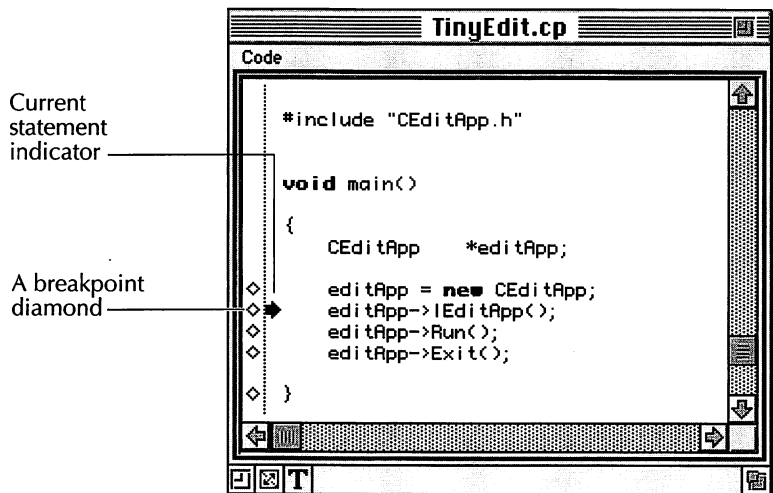 TinyEdit.cp
Code
Current
statement
indicator
#include "CEditApp.h"
void main()
{
CEditApp *editApp;
A breakpoint
diamond
editApp = new CEditApp;
editApp->IEditApp();
editApp->Run();
editApp->Exit();
}
T